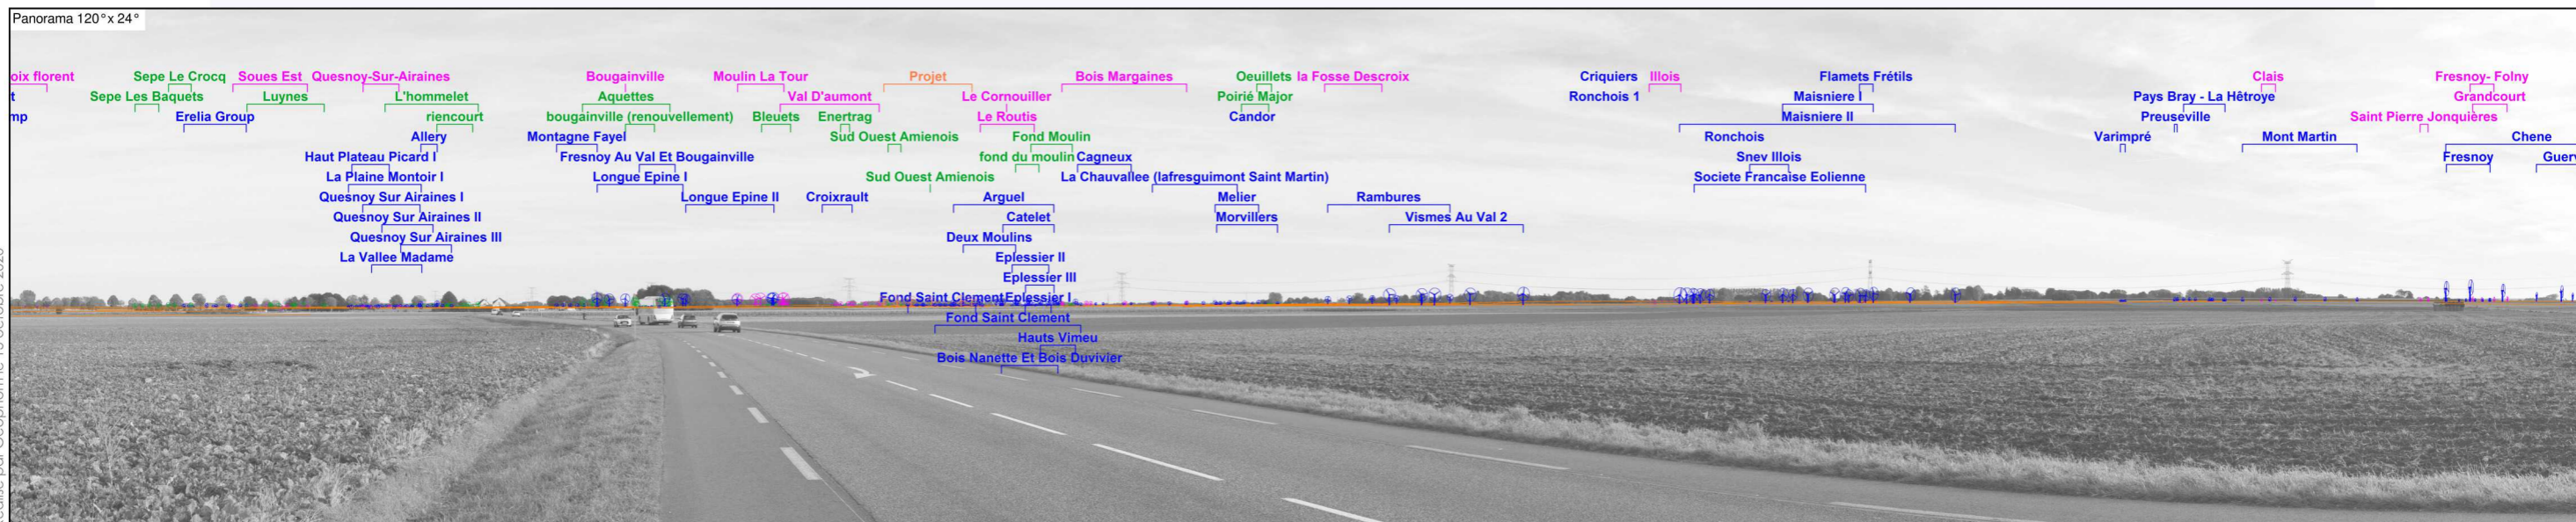 Panorama 120°x 24°
oix florent
Sepe Le Crocq
Soues Est
Quesnoy-Sur-Airaines
Bougainville
Moulin La Tour
Projet
Bois Margaines
Oeuillets
la Fosse Descroix
Criquiers
Illois
Flamets Frétils
Clais
Fresnoy- Folny
t
Sepe Les Baquets
Luynes
L'hommelet
Aquettes
Val D'aumont
Le Cornouiller
Poirié Major
Ronchois 1
Maisniere I
Pays Bray - La Hêtroye
Grandcourt
mp
Erelia Group
riencourt
bougainville (renouvellement)
Bleuets
Enertrag
Le Routis
Candor
Maisniere II
Preuseville
Saint Pierre Jonquières
Allery
Montagne Fayel
Sud Ouest Amienois
Fond Moulin
Ronchois
Varimpré
Mont Martin
Chene
Haut Plateau Picard I
Fresnoy Au Val Et Bougainville
fond du moulin
Cagneux
Snev Illois
Fresnoy
Guerv
La Plaine Montoir I
Longue Epine I
Sud Ouest Amienois
La Chauvallee (lafresguimont Saint Martin)
Societe Francaise Eolienne
Quesnoy Sur Airaines I
Longue Epine II
Croixrault
Arguel
Melier
Rambures
Quesnoy Sur Airaines II
Catelet
Morvillers
Vismes Au Val 2
Quesnoy Sur Airaines III
Deux Moulins
La Vallee Madame
Eplessier II
Eplessier III
Fond Saint Clement
Eplessier I
Fond Saint Clement
Hauts Vimeu
Bois Nanette Et Bois Duvivier